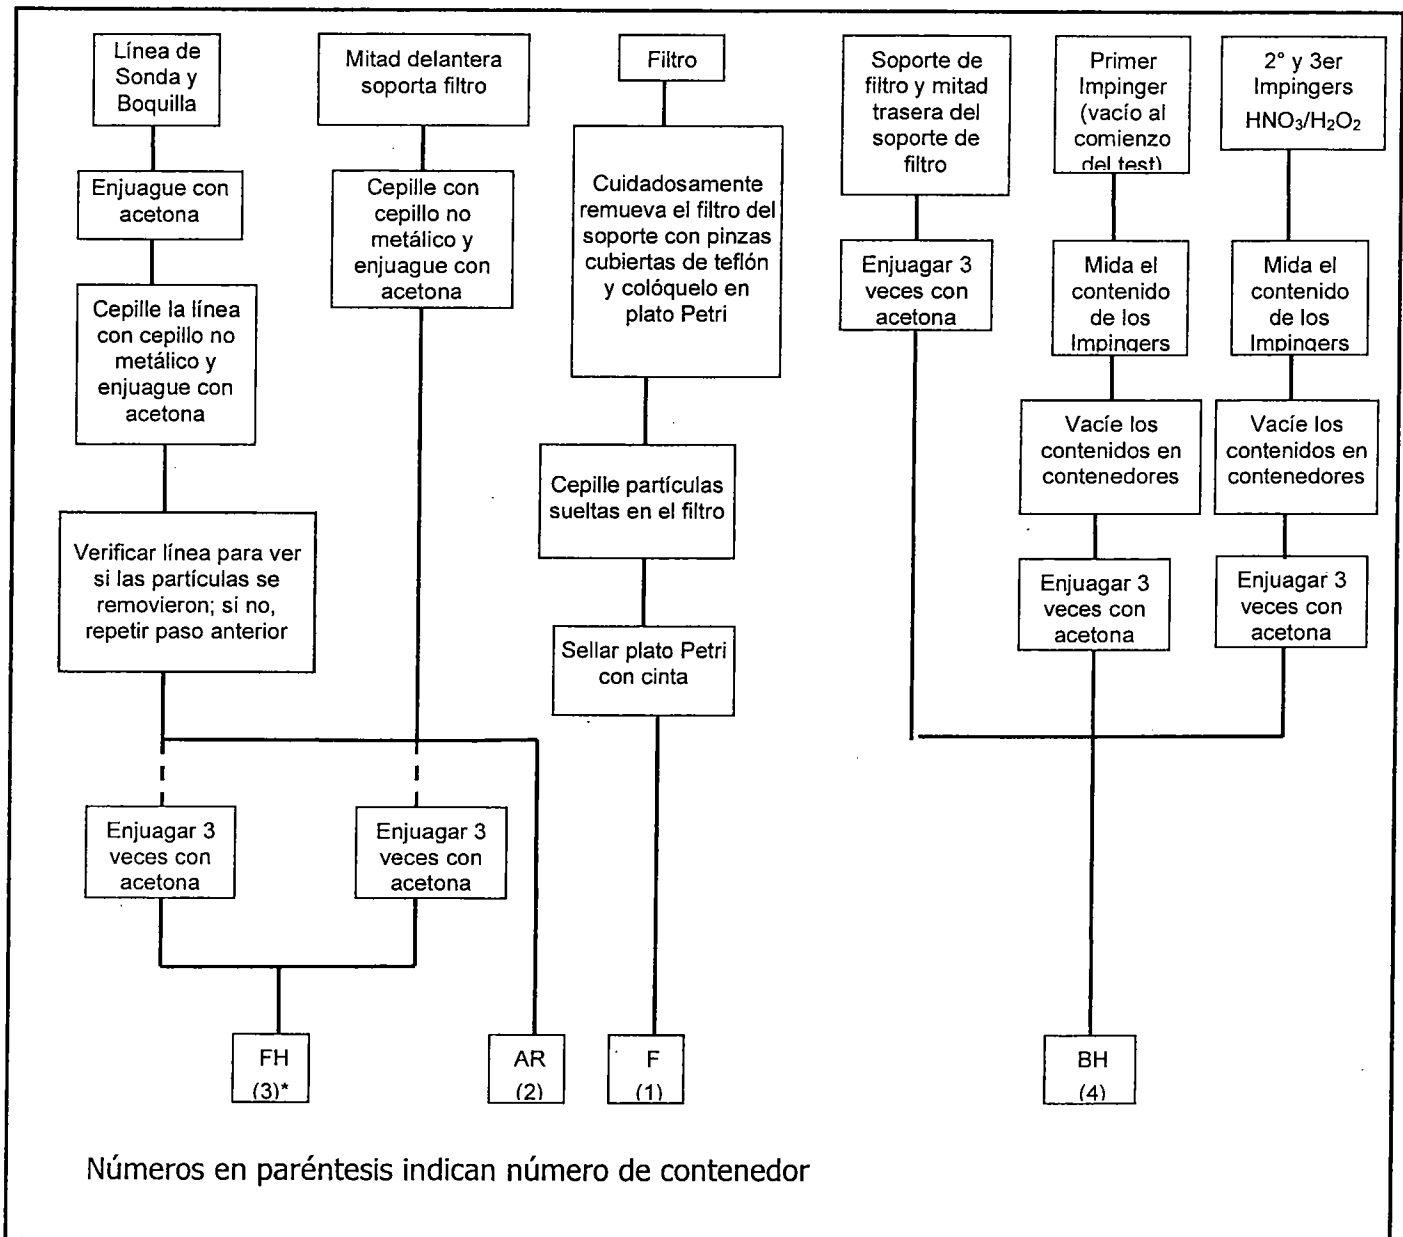 Línea de
Sonda y
Boquilla
Enjuague con
acetona
Cepille la línea
con cepillo no
metálico y
enjuague con
acetona
Verificar línea para ver
si las partículas se
removieron; si no,
repetir paso anterior
Enjuagar 3
veces con
acetona
Mitad delantera
soporta filtro
Cepille con
cepillo no
metálico y
enjuague con
acetona
Enjuagar 3
veces con
acetona
FH
(3)*
AR
(2)
Filtro
Cuidadosamente
remueva el filtro del
soporte con pinzas
cubiertas de teflón
y colóquelo en
plato Petri
Cepille partículas
sueltas en el filtro
Sellar plato Petri
con cinta
F
(1)
Soporte de
filtro y mitad
trasera del
soporte de
filtro
Enjuagar 3
veces con
acetona
Primer
Impinger
(vacío al
comienzo
del test)
Mida el
contenido
de los
Impingers
Vacíe los
contenidos en
contenedores
Enjuagar 3
veces con
acetona
2° y 3er
Impingers
HNO₃/H₂O₂
Mida el
contenido
de los
Impingers
Vacíe los
contenidos en
contenedores
Enjuagar 3
veces con
acetona
BH
(4)
Números en paréntesis indican número de contenedor